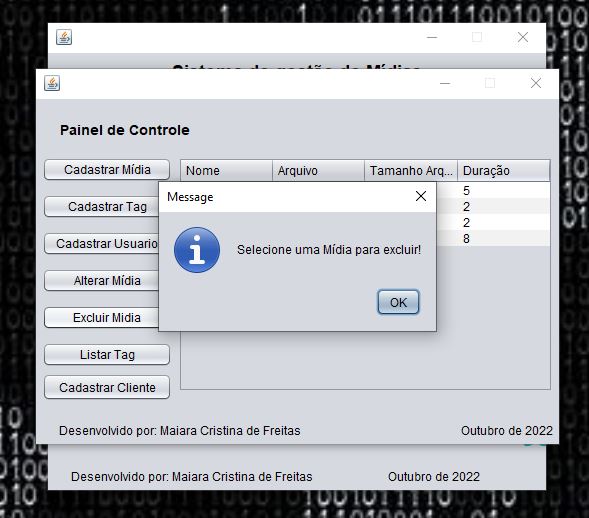 Sistema de gestão de Mídias
Painel de Controle
Cadastrar Mídia
Cadastrar Tag
Cadastrar Usuario
Alterar Mídia
Excluir Midia
Listar Tag
Cadastrar Cliente
Nome Arquivo Tamanho Arq... Duração
5
2
2
8
Message
Selecione uma Mídia para excluir!
OK
Desenvolvido por: Maiara Cristina de Freitas Outubro de 2022
Desenvolvido por: Maiara Cristina de Freitas Outubro de 2022